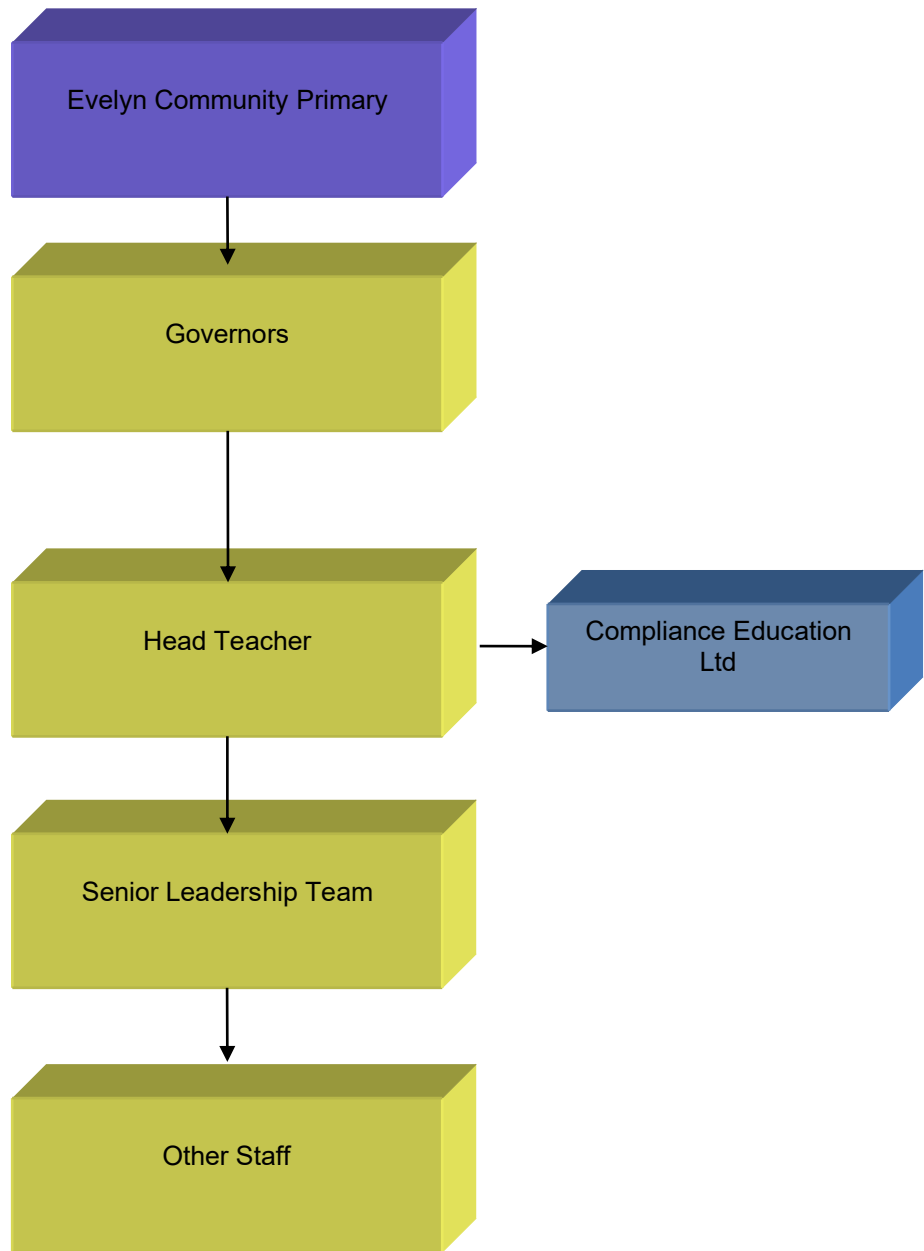 Evelyn Community Primary
Governors
Head Teacher
Compliance Education
Ltd
Senior Leadership Team
Other Staff